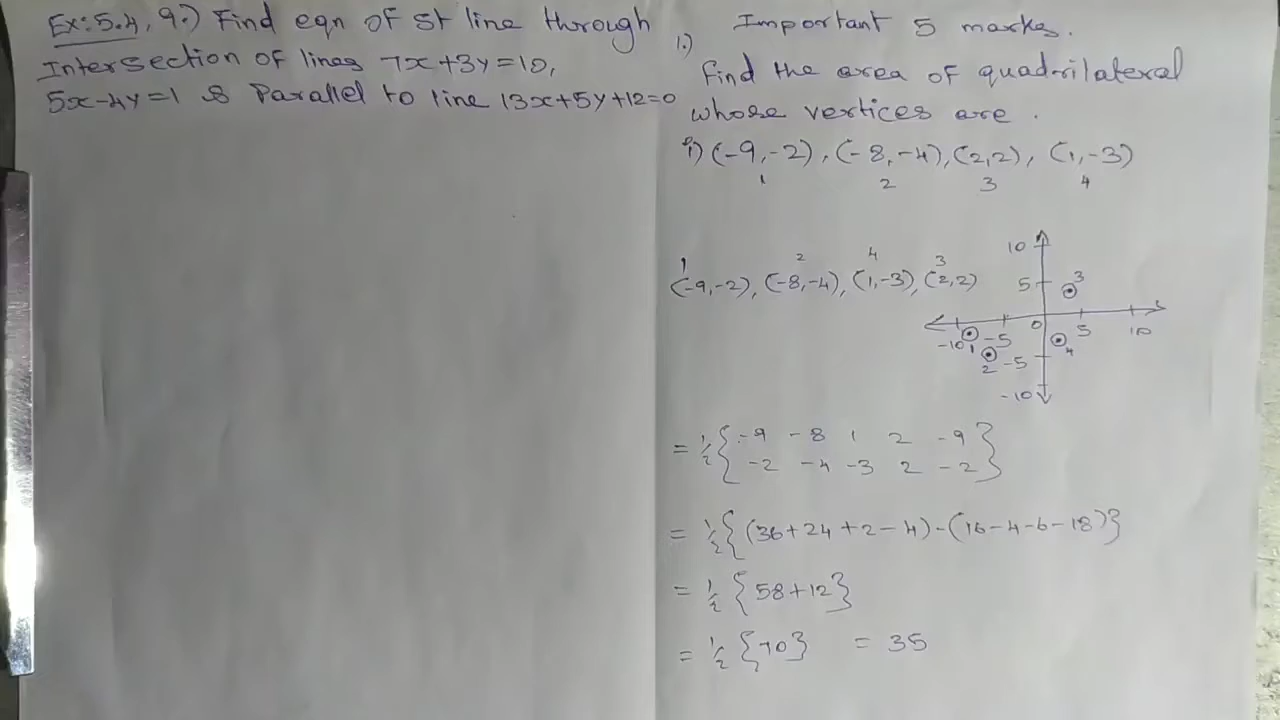 Ex: 5.4, 9.) Find eqn of St line through
Intersection of lines 7x+3y=10,
5x-4y=1 & Parallel to line 13x+5y+12=0
Important 5 marks.
1.)
Find the area of quadrilateral
whose vertices are.
i) (-9,-2), (-8,-4), (2,2), (1,-3)
1 2 3 4
1 2 4 3
(-9,-2), (-8,-4), (1,-3), (2,2)
10
5 3
0
-10 1 -5 5 10
2 -5 4
-10
= 1/2 { -9 -8 1 2 -9 }
-2 -4 -3 2 -2
= 1/2 { (36+24+2-4)-(16-4-6-18) }
= 1/2 { 58+12 }
= 1/2 { 70 } = 35